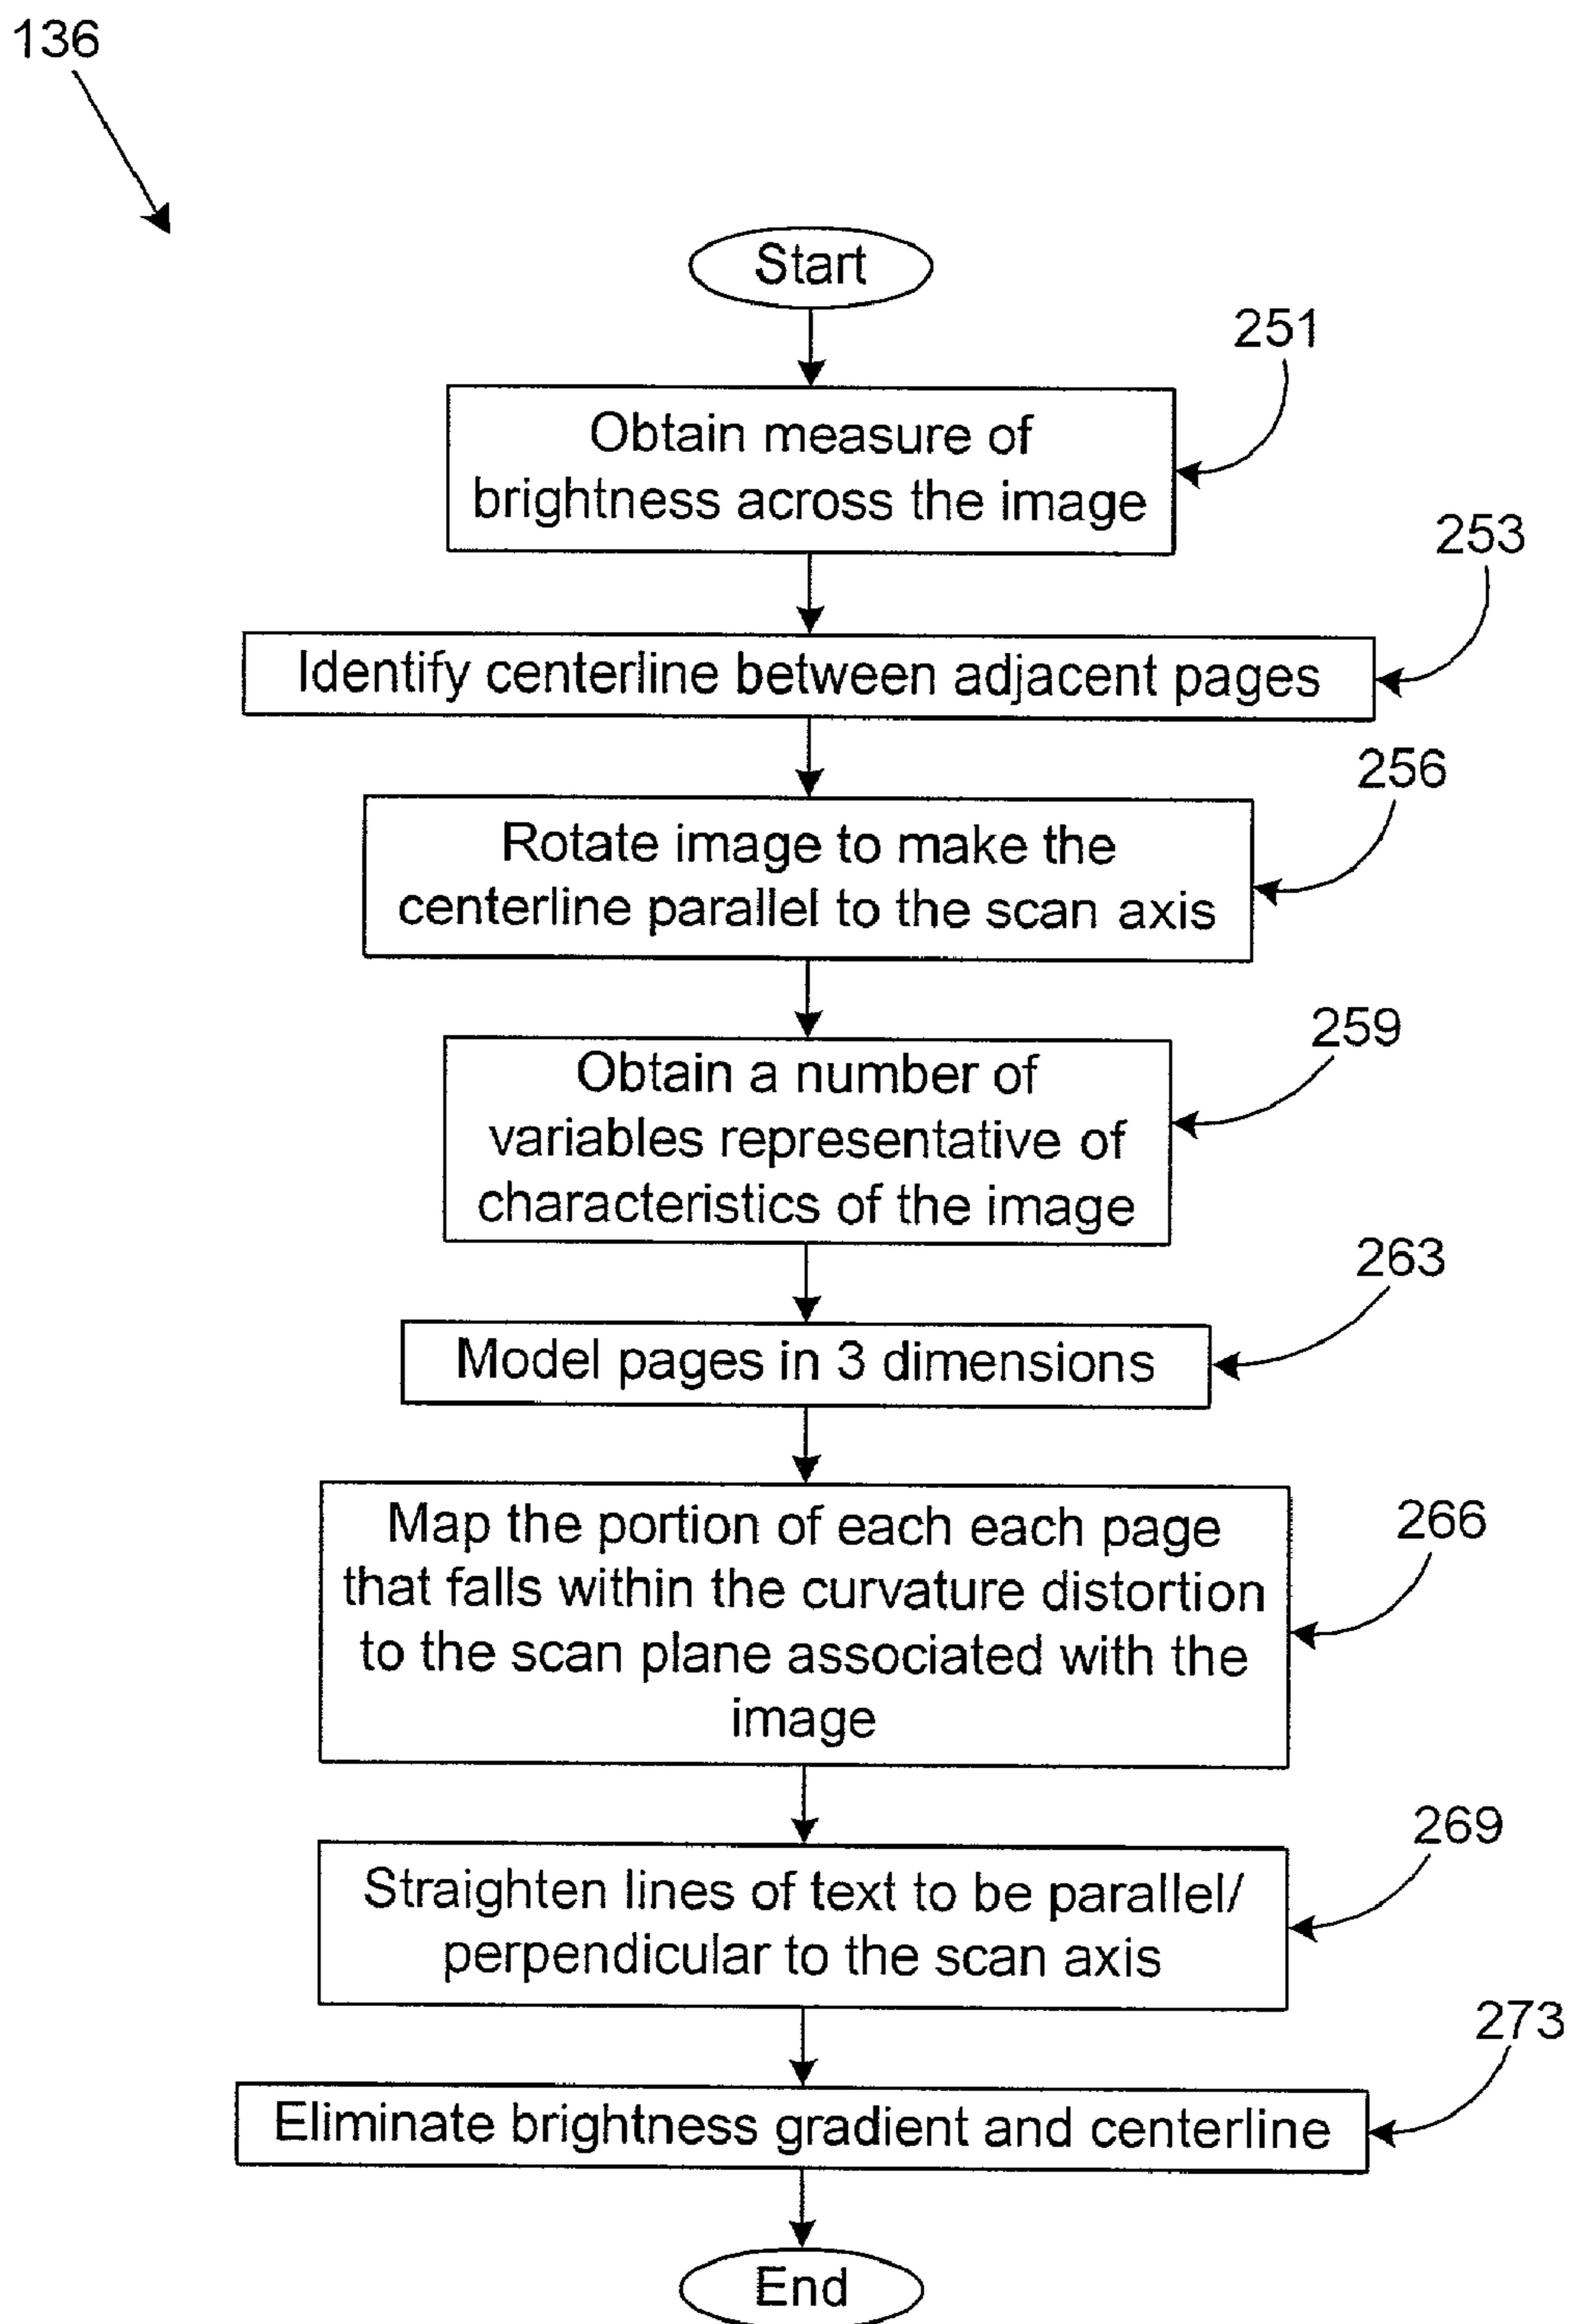 136
Start
251
Obtain measure of
brightness across the image
253
Identify centerline between adjacent pages
256
Rotate image to make the
centerline parallel to the scan axis
259
Obtain a number of
variables representative of
characteristics of the image
263
Model pages in 3 dimensions
266
Map the portion of each each page
that falls within the curvature distortion
to the scan plane associated with the
image
269
Straighten lines of text to be parallel/
perpendicular to the scan axis
273
Eliminate brightness gradient and centerline
End